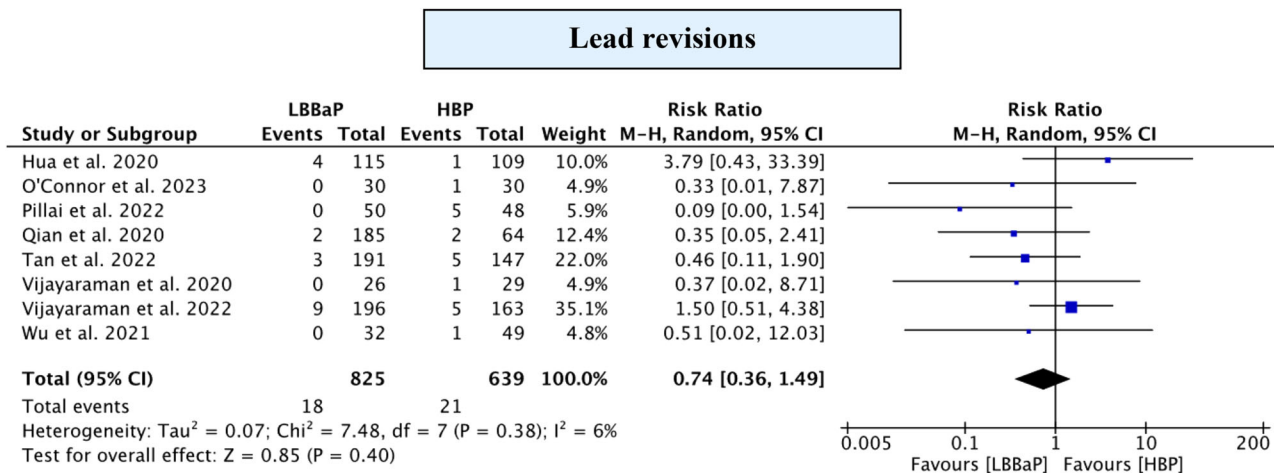 Lead revisions
LBBaP HBP Risk Ratio Risk Ratio
Study or Subgroup Events Total Events Total Weight M-H, Random, 95% CI M-H, Random, 95% CI
Hua et al. 2020 4 115 1 109 10.0% 3.79 [0.43, 33.39]
O'Connor et al. 2023 0 30 1 30 4.9% 0.33 [0.01, 7.87]
Pillai et al. 2022 0 50 5 48 5.9% 0.09 [0.00, 1.54]
Qian et al. 2020 2 185 2 64 12.4% 0.35 [0.05, 2.41]
Tan et al. 2022 3 191 5 147 22.0% 0.46 [0.11, 1.90]
Vijayaraman et al. 2020 0 26 1 29 4.9% 0.37 [0.02, 8.71]
Vijayaraman et al. 2022 9 196 5 163 35.1% 1.50 [0.51, 4.38]
Wu et al. 2021 0 32 1 49 4.8% 0.51 [0.02, 12.03]
Total (95% CI) 825 639 100.0% 0.74 [0.36, 1.49]
Total events 18 21
Heterogeneity: Tau² = 0.07; Chi² = 7.48, df = 7 (P = 0.38); I² = 6%
Test for overall effect: Z = 0.85 (P = 0.40)
0.005 0.1 1 10 200
Favours [LBBaP] Favours [HBP]